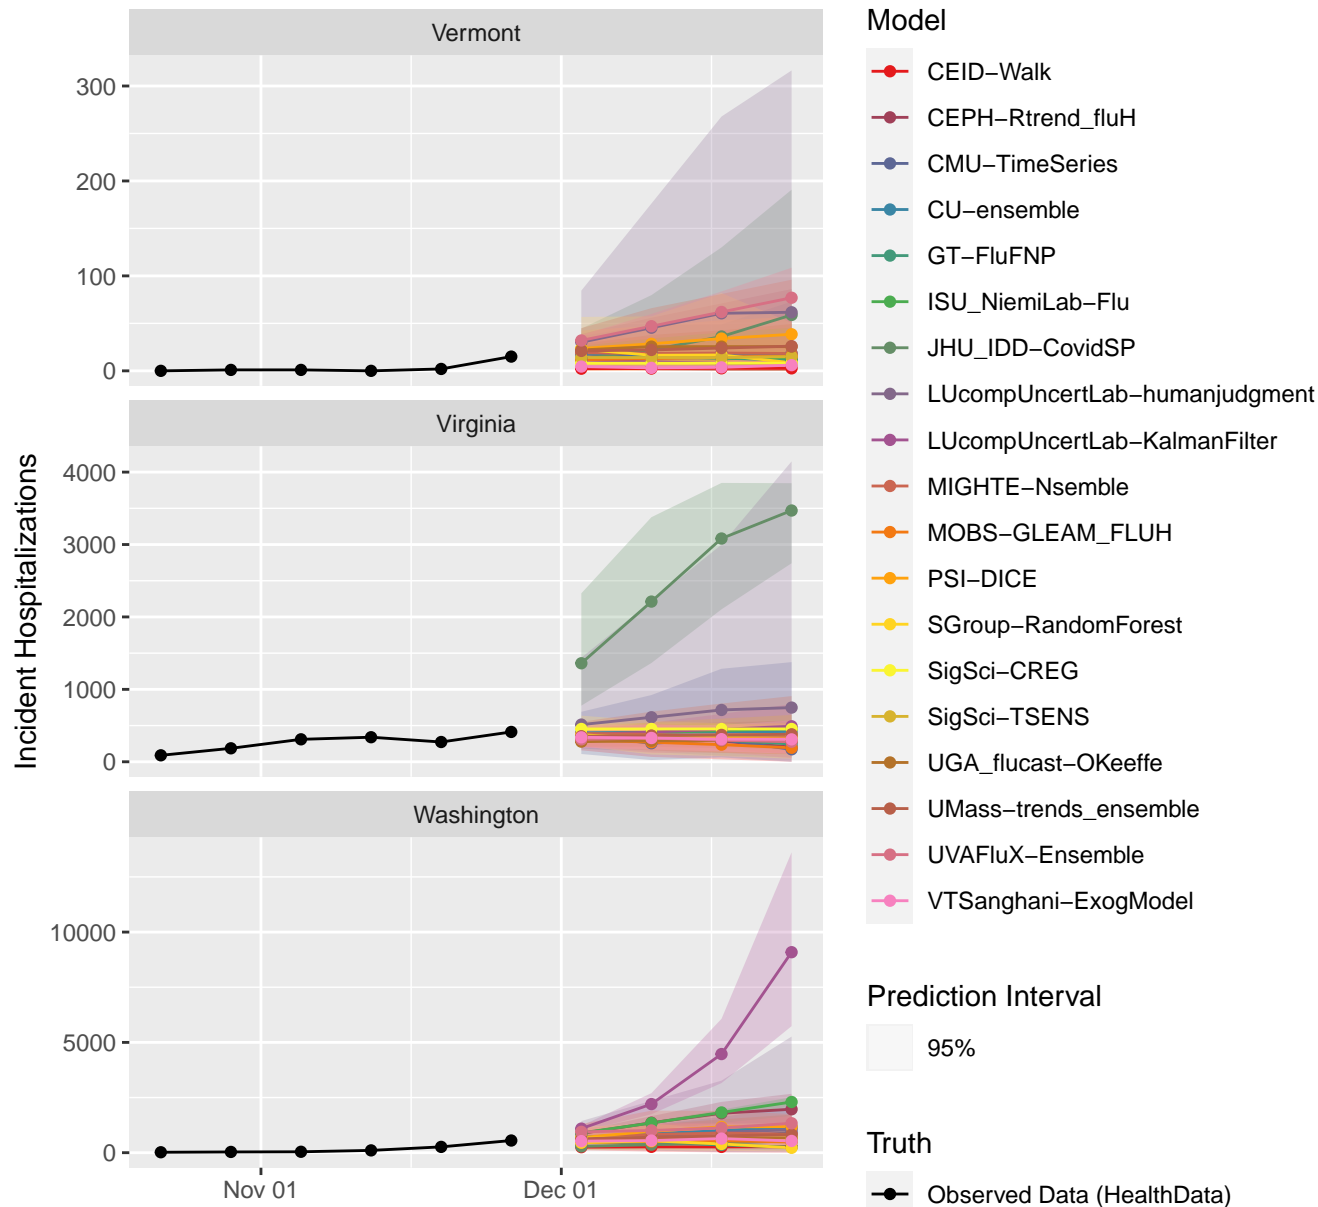 Vermont
300
200
100
0
Virginia
4000
3000
2000
1000
0
Washington
10000
5000
0
Nov 01
Dec 01
Incident Hospitalizations
Model
CEID−Walk
CEPH−Rtrend_fluH
CMU−TimeSeries
CU−ensemble
GT−FluFNP
ISU_NiemiLab−Flu
JHU_IDD−CovidSP
LUcompUncertLab−humanjudgment
LUcompUncertLab−KalmanFilter
MIGHTE−Nsemble
MOBS−GLEAM_FLUH
PSI−DICE
SGroup−RandomForest
SigSci−CREG
SigSci−TSENS
UGA_flucast−OKeeffe
UMass−trends_ensemble
UVAFluX−Ensemble
VTSanghani−ExogModel
Prediction Interval
95%
Truth
Observed Data (HealthData)